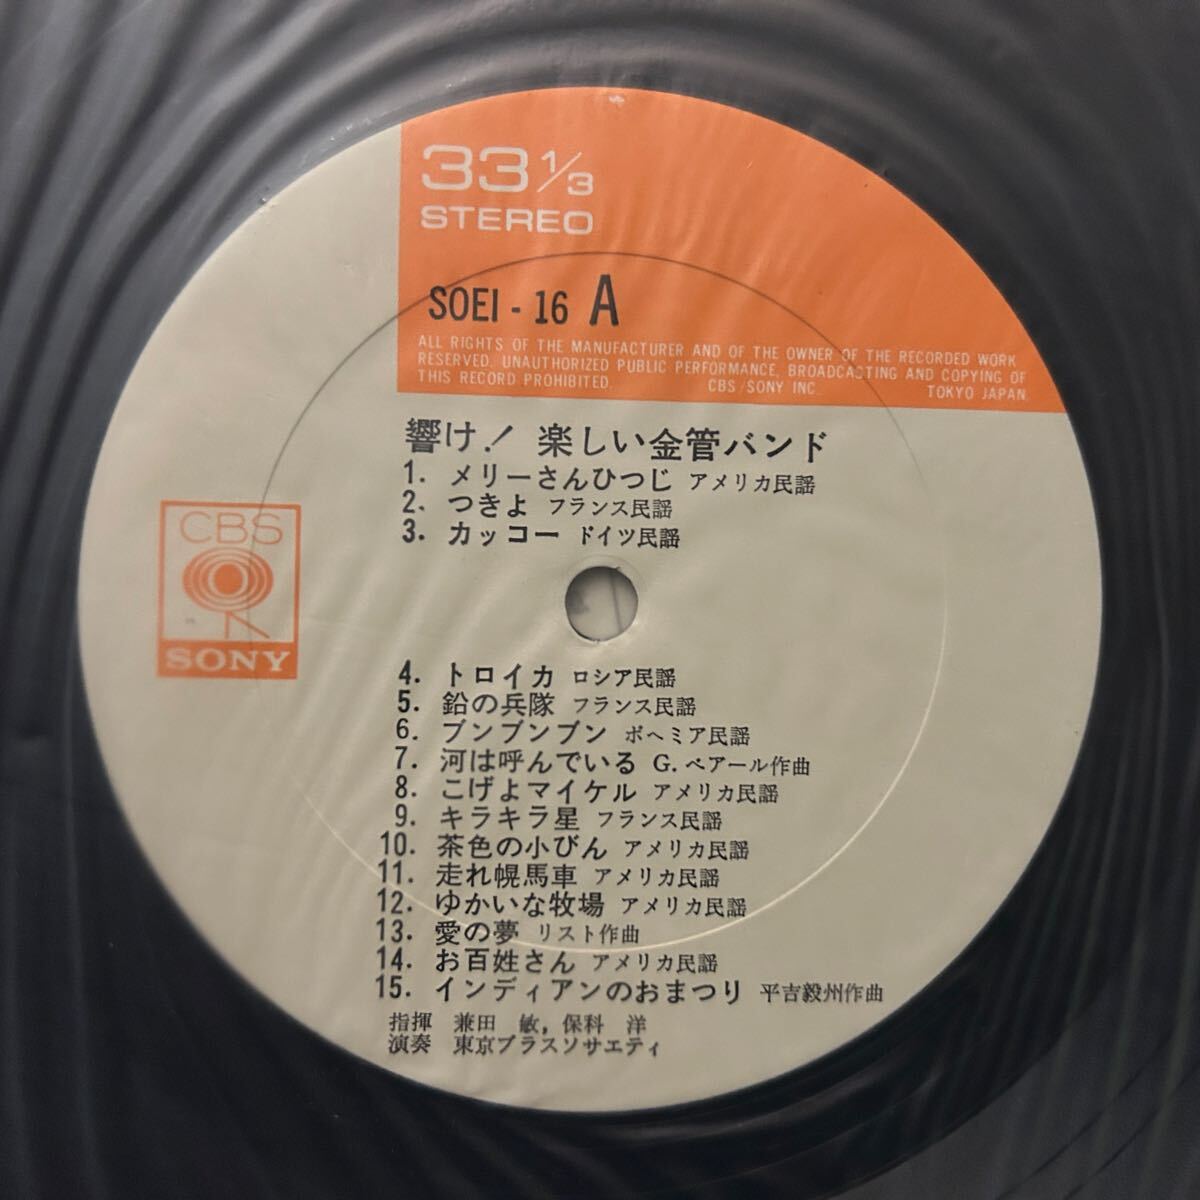 33 1/3
STEREO
SOEI - 16 A
ALL RIGHTS OF THE MANUFACTURER AND OF THE OWNER OF THE RECORDED WORK
RESERVED. UNAUTHORIZED PUBLIC PERFORMANCE, BROADCASTING AND COPYING OF
THIS RECORD PROHIBITED. CBS/SONY INC. TOKYO JAPAN
響け! 楽しい金管バンド
1. メリーさんひつじ アメリカ民謡
2. つきよ フランス民謡
3. カッコー ドイツ民謡
CBS
SONY
4. トロイカ ロシア民謡
5. 鉛の兵隊 フランス民謡
6. ブンブンブン ボヘミア民謡
7. 河は呼んでいる G. ベアール作曲
8. こげよマイケル アメリカ民謡
9. キラキラ星 フランス民謡
10. 茶色の小びん アメリカ民謡
11. 走れ幌馬車 アメリカ民謡
12. ゆかいな牧場 アメリカ民謡
13. 愛の夢 リスト作曲
14. お百姓さん アメリカ民謡
15. インディアンのおまつり 平吉毅州作曲
指揮 兼田 敏, 保科 洋
演奏 東京ブラスソサエティ